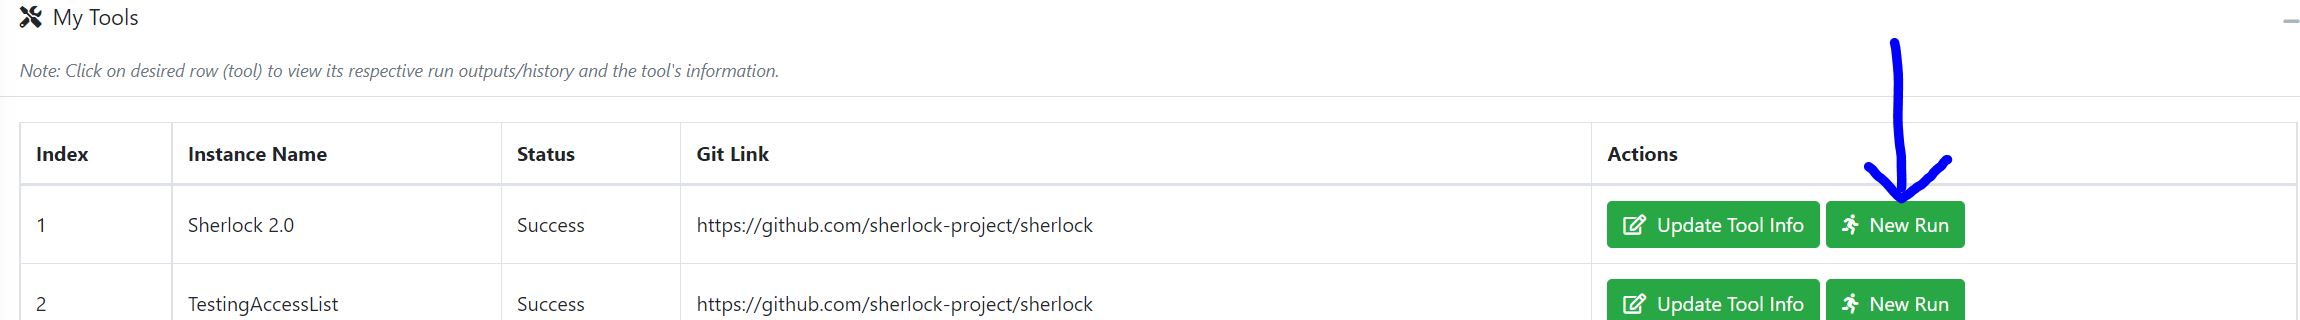 My Tools
Note: Click on desired row (tool) to view its respective run outputs/history and the tool's information.
Index Instance Name Status Git Link Actions
1 Sherlock 2.0 Success https://github.com/sherlock-project/sherlock Update Tool Info New Run
2 TestingAccessList Success https://github.com/sherlock-project/sherlock Update Tool Info New Run